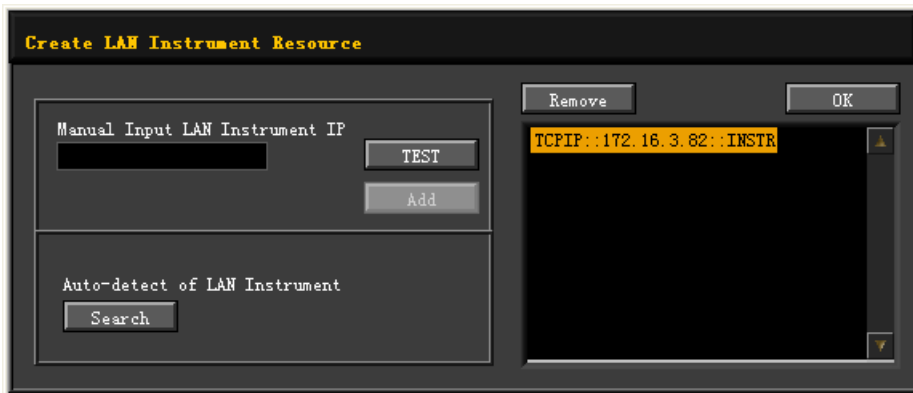 Create LAN Instrument Resource
Manual Input LAN Instrument IP
TEST
Add
Auto-detect of LAN Instrument
Search
Remove
OK
TCPIP::172.16.3.82::INSTR